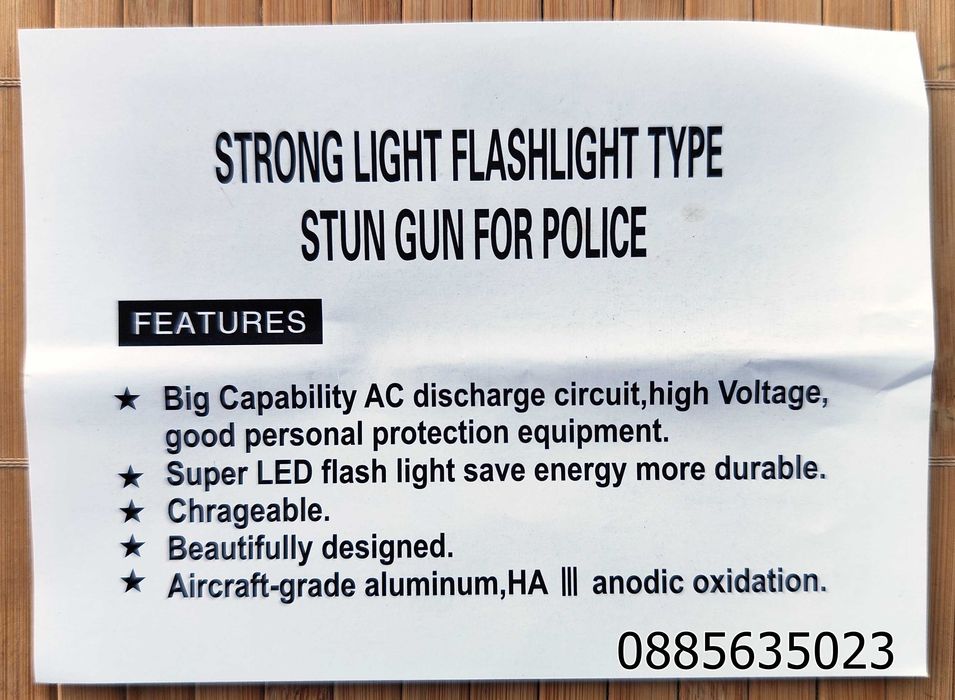 STRONG LIGHT FLASHLIGHT TYPE
STUN GUN FOR POLICE
FEATURES
★ Big Capability AC discharge circuit,high Voltage,
good personal protection equipment.
★ Super LED flash light save energy more durable.
★ Chrageable.
★ Beautifully designed.
★ Aircraft-grade aluminum,HA Ⅲ anodic oxidation.
0885635023